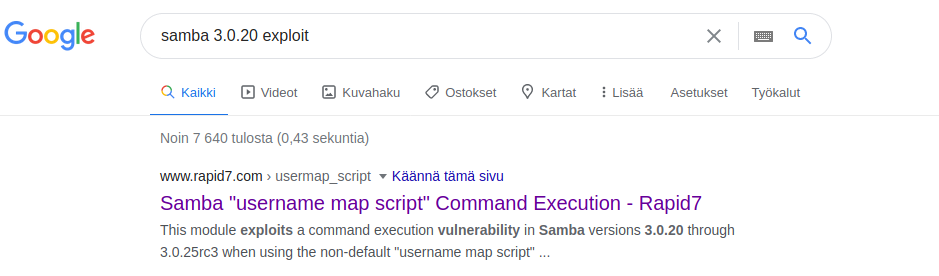 Google
samba 3.0.20 exploit
Kaikki Videot Kuvahaku Ostokset Kartat Lisää Asetukset Työkalut
Noin 7 640 tulosta (0,43 sekuntia)
www.rapid7.com › usermap_script Käännä tämä sivu
Samba "username map script" Command Execution - Rapid7
This module exploits a command execution vulnerability in Samba versions 3.0.20 through
3.0.25rc3 when using the non-default "username map script" ...